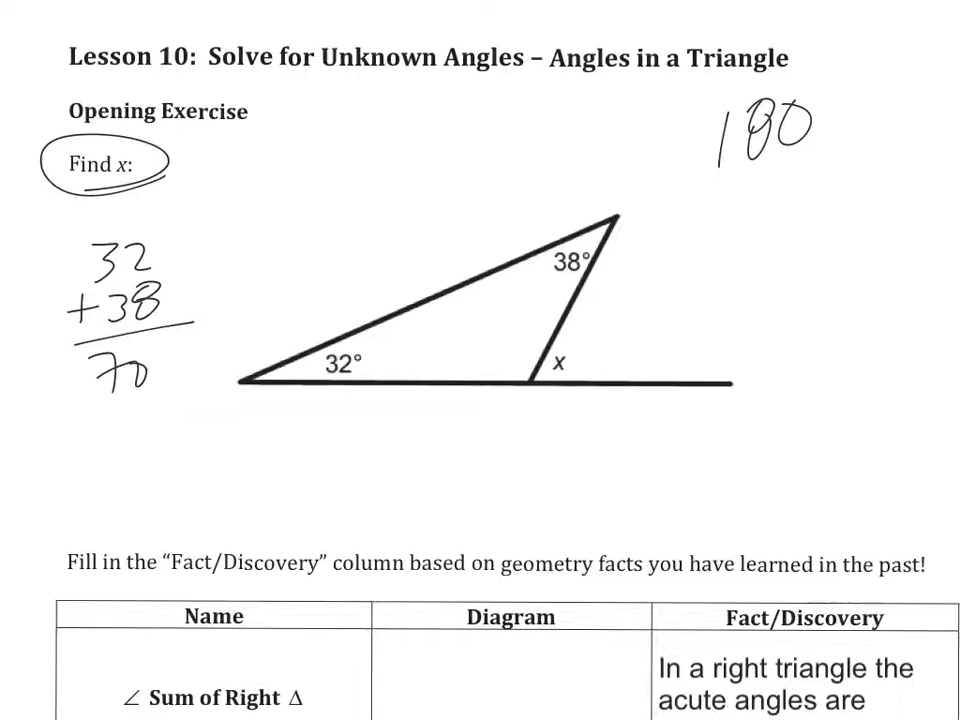 Lesson 10: Solve for Unknown Angles – Angles in a Triangle
Opening Exercise
180
Find x:
32
+38
70
38°
32°
x
Fill in the “Fact/Discovery” column based on geometry facts you have learned in the past!
Name
Diagram
Fact/Discovery
∠ Sum of Right Δ
In a right triangle the
acute angles are